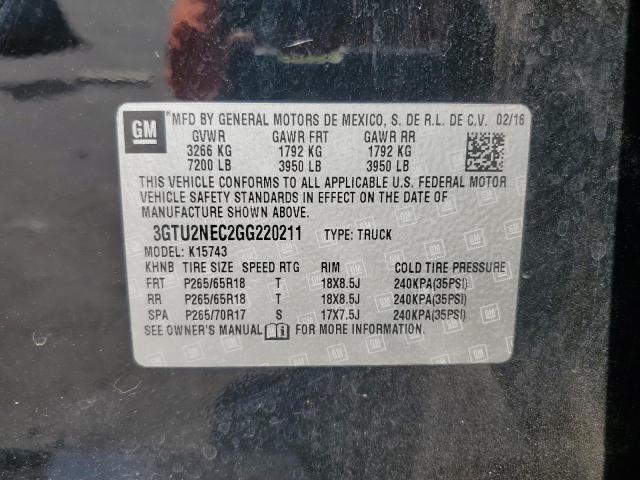 GM
®MFD BY GENERAL MOTORS DE MEXICO, S. DE R.L. DE C.V. 02/16
GVWR GAWR FRT GAWR RR
3266 KG 1792 KG 1792 KG
7200 LB 3950 LB 3950 LB
THIS VEHICLE CONFORMS TO ALL APPLICABLE U.S. FEDERAL MOTOR
VEHICLE SAFETY STANDARDS IN EFFECT ON THE DATE OF
MANUFACTURE SHOWN ABOVE.
3GTU2NEC2GG220211 TYPE: TRUCK
MODEL: K15743
KHNB TIRE SIZE SPEED RTG RIM COLD TIRE PRESSURE
FRT P265/65R18 T 18X8.5J 240KPA(35PSI)
RR P265/65R18 T 18X8.5J 240KPA(35PSI)
SPA P265/70R17 S 17X7.5J 240KPA(35PSI)
SEE OWNER'S MANUAL FOR MORE INFORMATION.